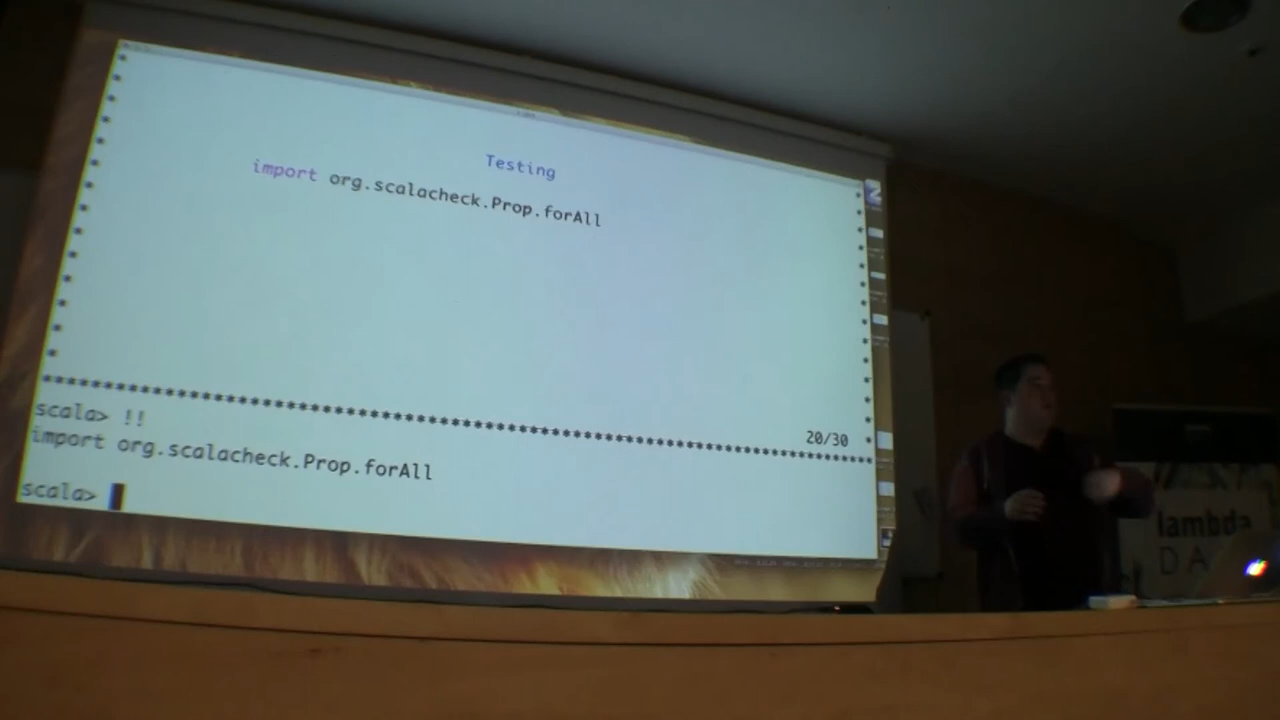 Testing
import org.scalacheck.Prop.forAll
20/30
********************************************************************************
scala> !!
import org.scalacheck.Prop.forAll
scala>
lambda
DA